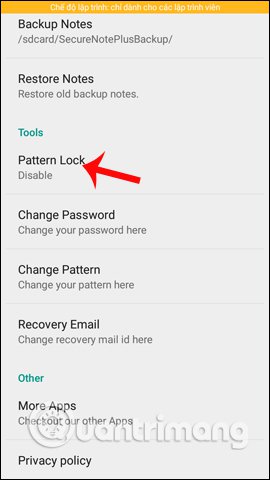 Chế độ lập trình: chỉ dành cho các lập trình viên
Backup Notes
/sdcard/SecureNotePlusBackup/
Restore Notes
Restore old backup notes.
Tools
Pattern Lock
Disable
Change Password
Change your password here
Change Pattern
Change your pattern here
Recovery Email
Change recovery mail id here
Other
More Apps
Checkout our other Apps
Quantrimang
Privacy policy